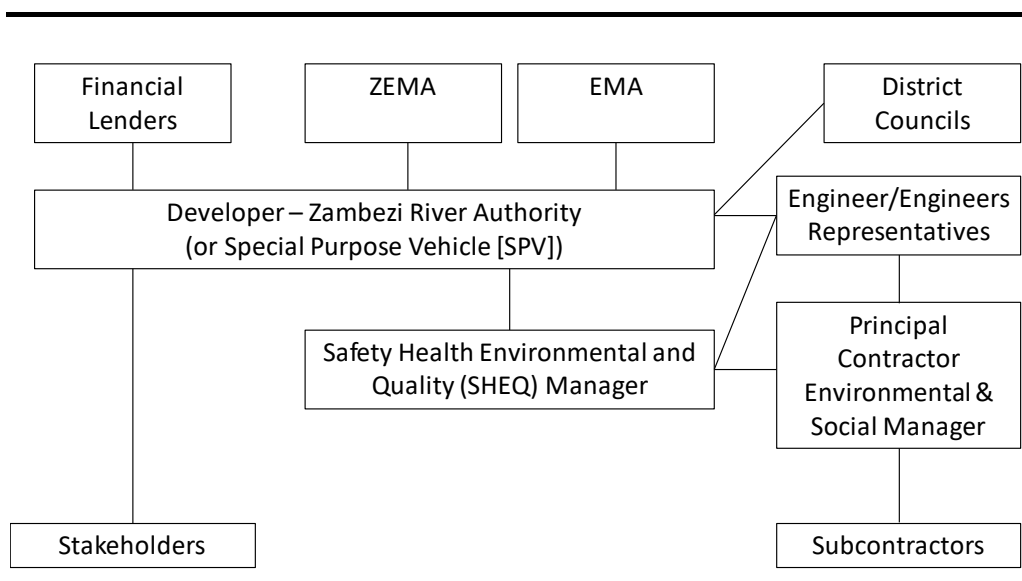 Financial
Lenders
ZEMA
EMA
District
Councils
Developer – Zambezi River Authority
(or Special Purpose Vehicle [SPV])
Engineer/Engineers
Representatives
Safety Health Environmental and
Quality (SHEQ) Manager
Principal
Contractor
Environmental &
Social Manager
Stakeholders
Subcontractors